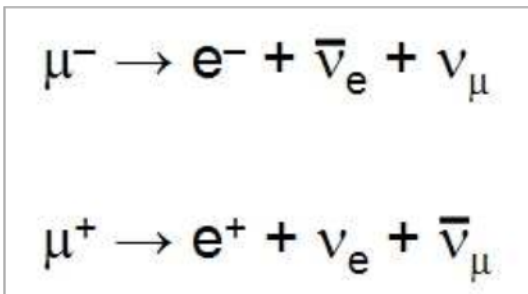 μ⁻ → e⁻ + ν̅ₑ + ν_μ
μ⁺ → e⁺ + νₑ + ν̅_μ